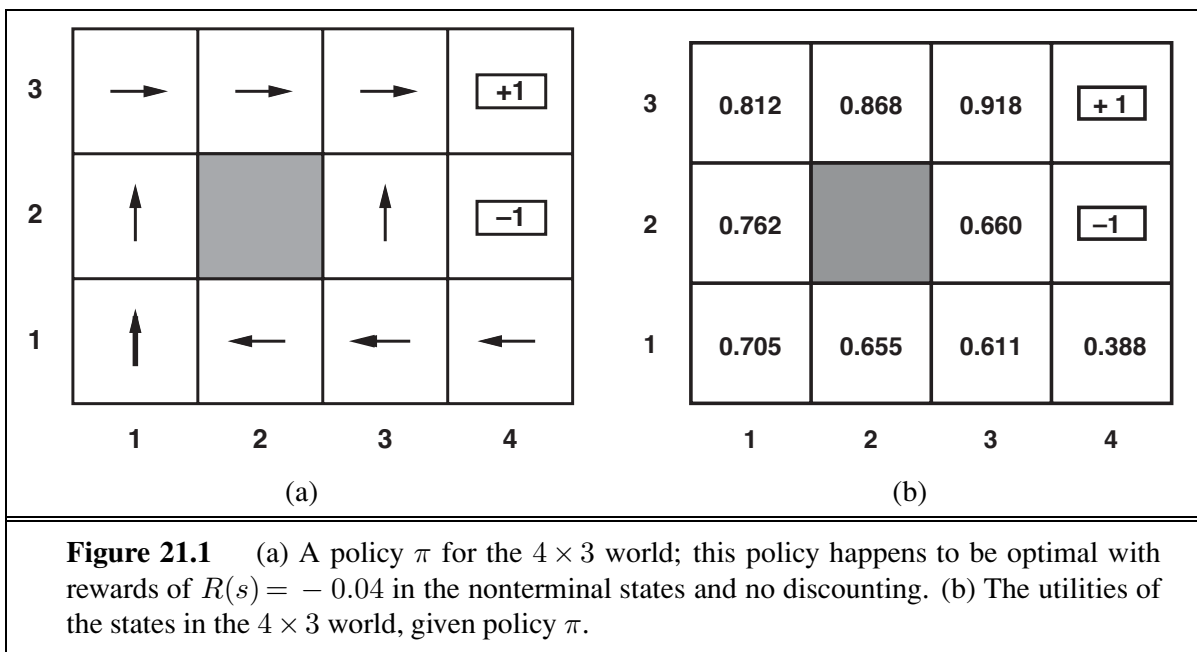 3 +1
2 –1
1
1 2 3 4
(a)
3 0.812 0.868 0.918 + 1
2 0.762 0.660 –1
1 0.705 0.655 0.611 0.388
1 2 3 4
(b)
Figure 21.1 (a) A policy π for the 4 × 3 world; this policy happens to be optimal with
rewards of R(s) = − 0.04 in the nonterminal states and no discounting. (b) The utilities of
the states in the 4 × 3 world, given policy π.